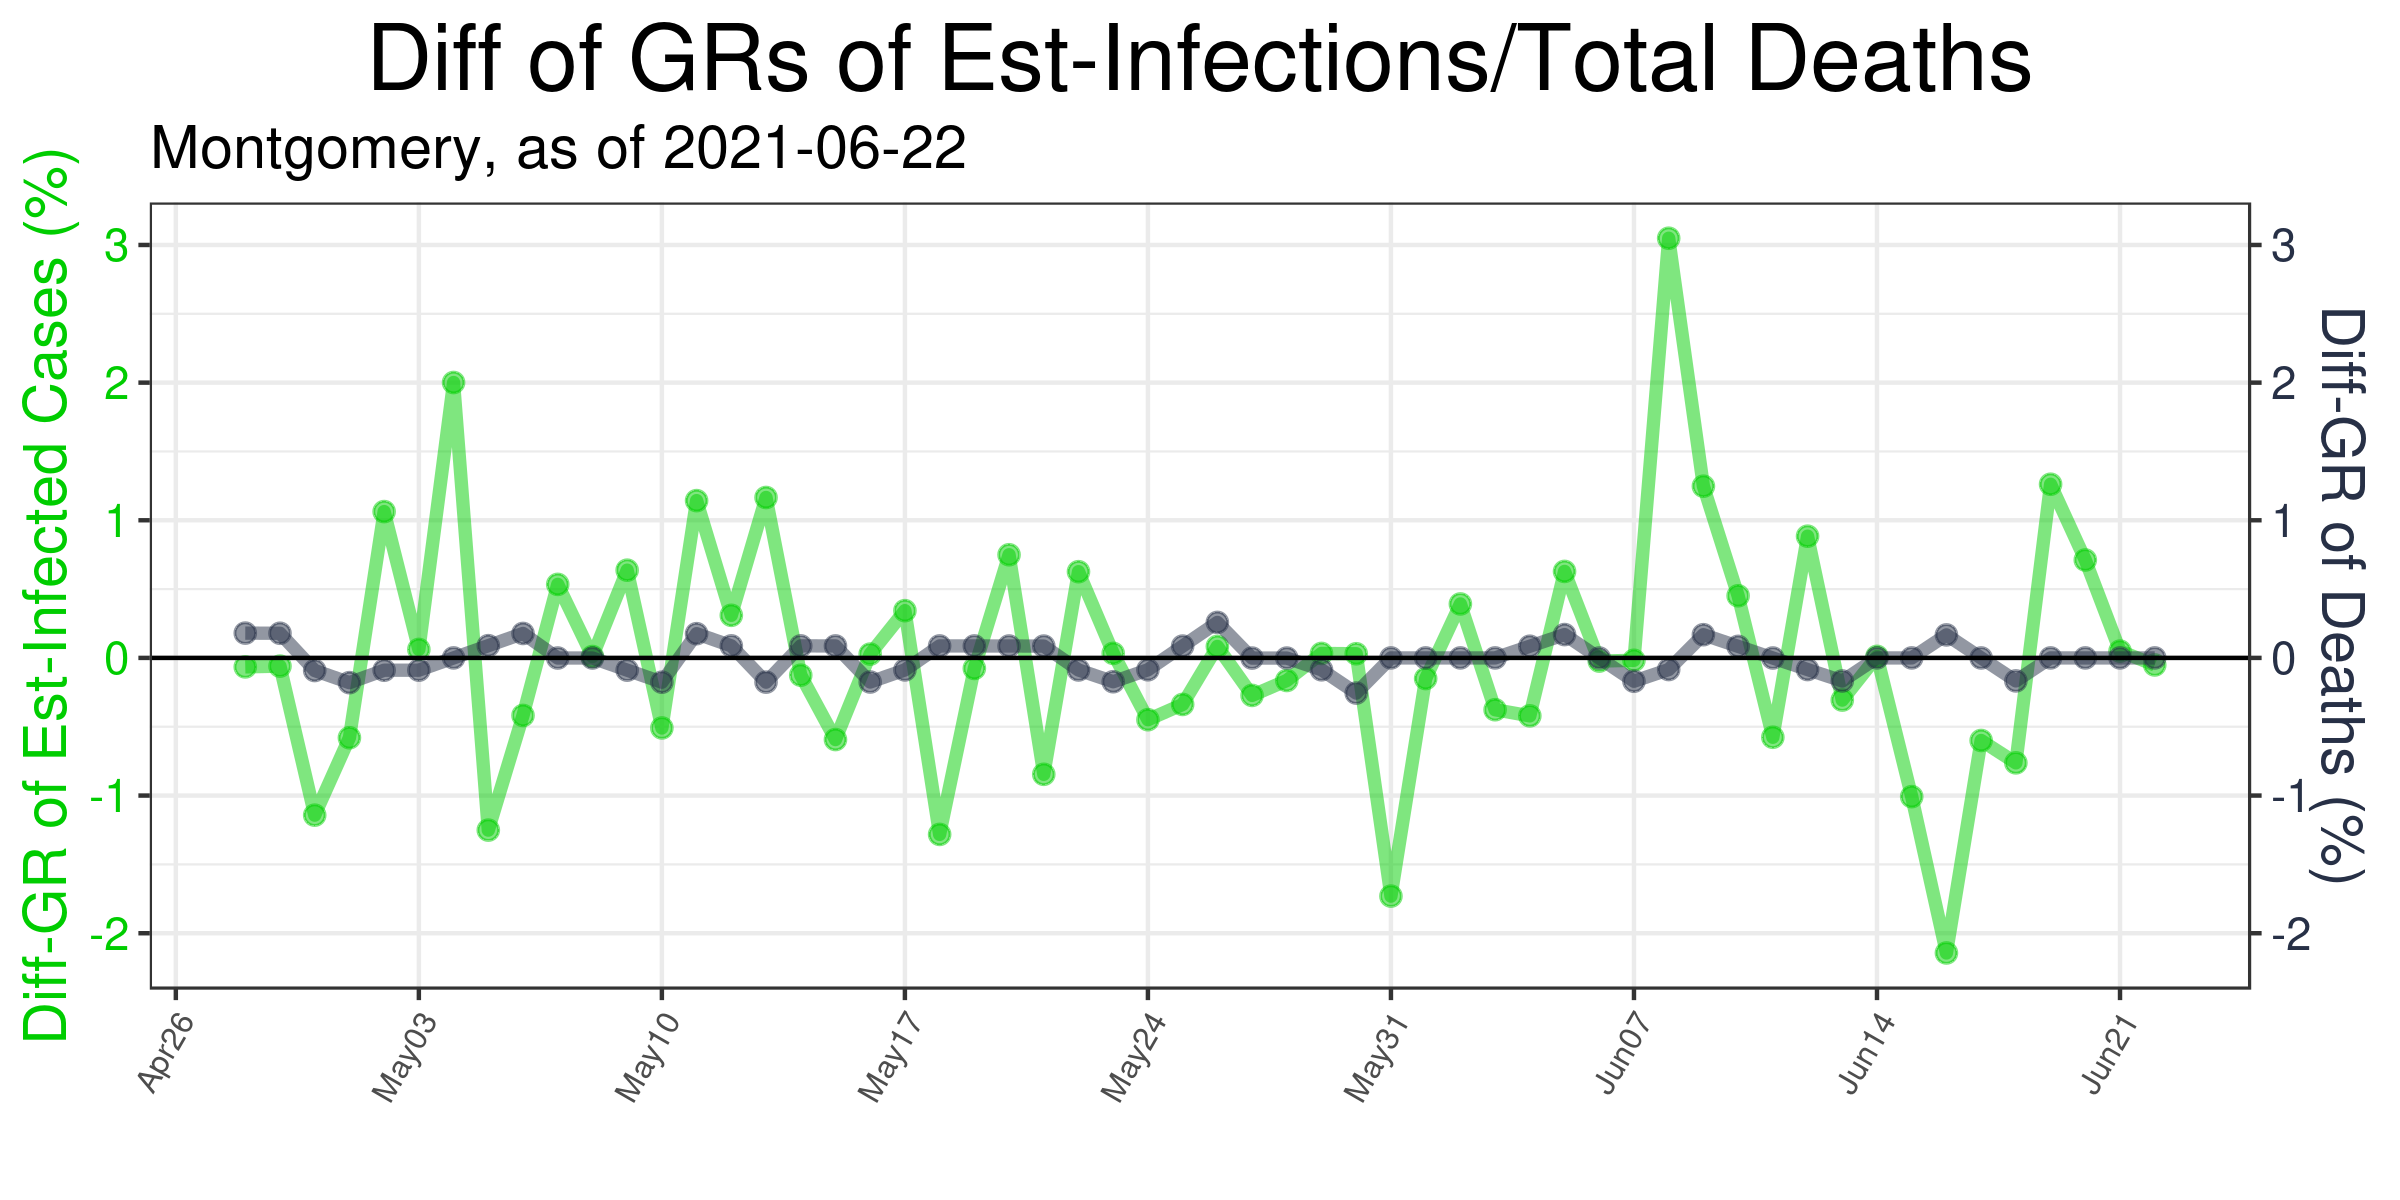 Diff of GRs of Est-Infections/Total Deaths
Montgomery, as of 2021-06-22
Diff-GR of Est-Infected Cases (%)
3
2
1
0
-1
-2
3
2
1
0
-1
-2
Diff-GR of Deaths (%)
Apr26
May03
May10
May17
May24
May31
Jun07
Jun14
Jun21